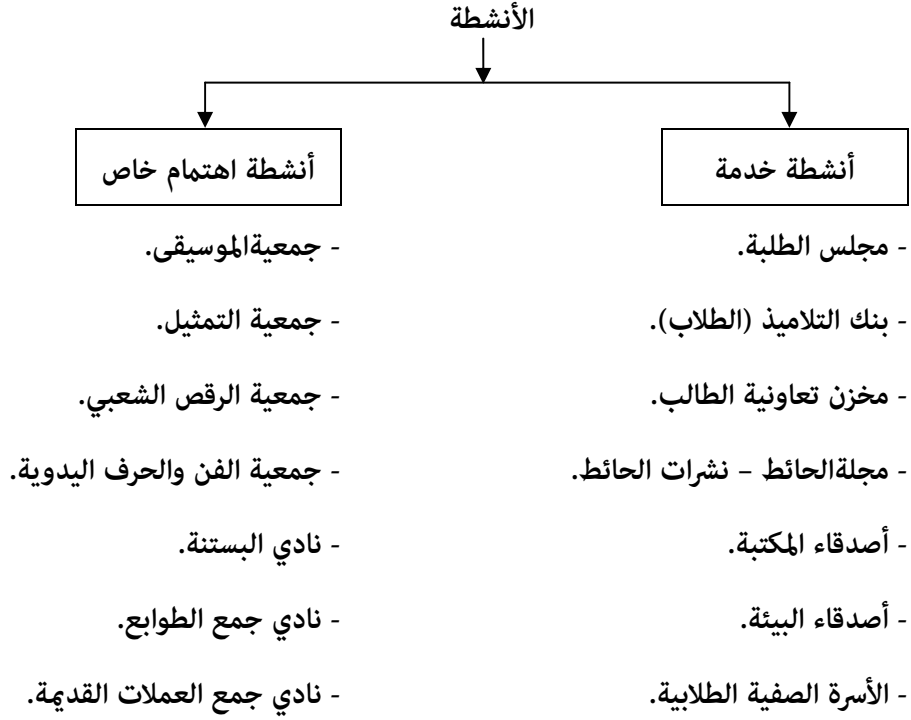 الأنشطة
أنشطة خدمة
- مجلس الطلبة.
- بنك التلاميذ (الطلاب).
- مخزن تعاونية الطالب.
- مجلةالحائط – نشرات الحائط.
- أصدقاء المكتبة.
- أصدقاء البيئة.
- الأسرة الصفية الطلابية.
أنشطة اهتمام خاص
- جمعيةالموسيقى.
- جمعية التمثيل.
- جمعية الرقص الشعبي.
- جمعية الفن والحرف اليدوية.
- نادي البستنة.
- نادي جمع الطوابع.
- نادي جمع العملات القديمة.